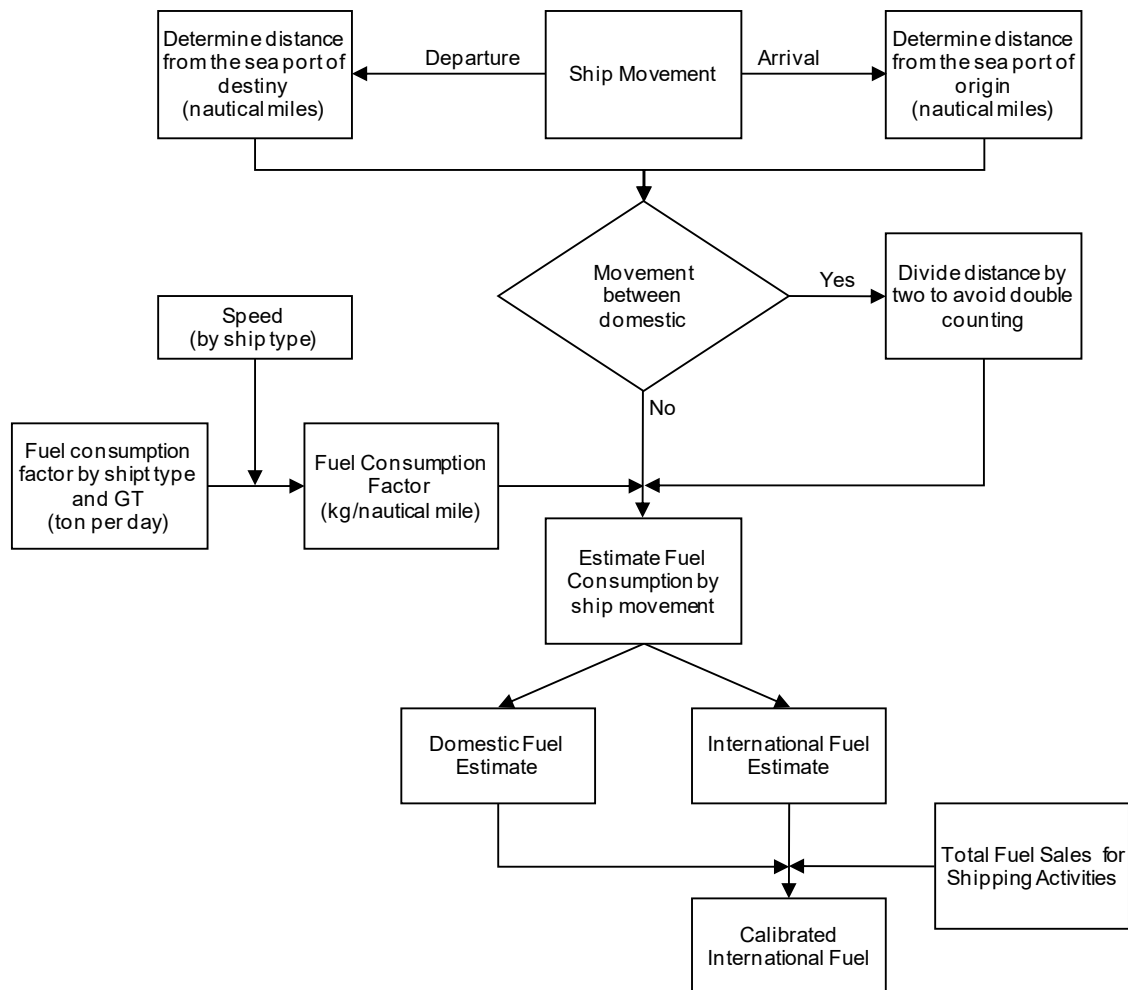 Determine distance
from the sea port of
destiny
(nautical miles)
Departure
Ship Movement
Arrival
Determine distance
from the sea port of
origin
(nautical miles)
Movement
between
domestic
Yes
Divide distance by
two to avoid double
counting
Speed
(by ship type)
No
Fuel consumption
factor by shipt type
and GT
(ton per day)
Fuel Consumption
Factor
(kg/nautical mile)
Estimate Fuel
Consumption by
ship movement
Domestic Fuel
Estimate
International Fuel
Estimate
Total Fuel Sales for
Shipping Activities
Calibrated
International Fuel